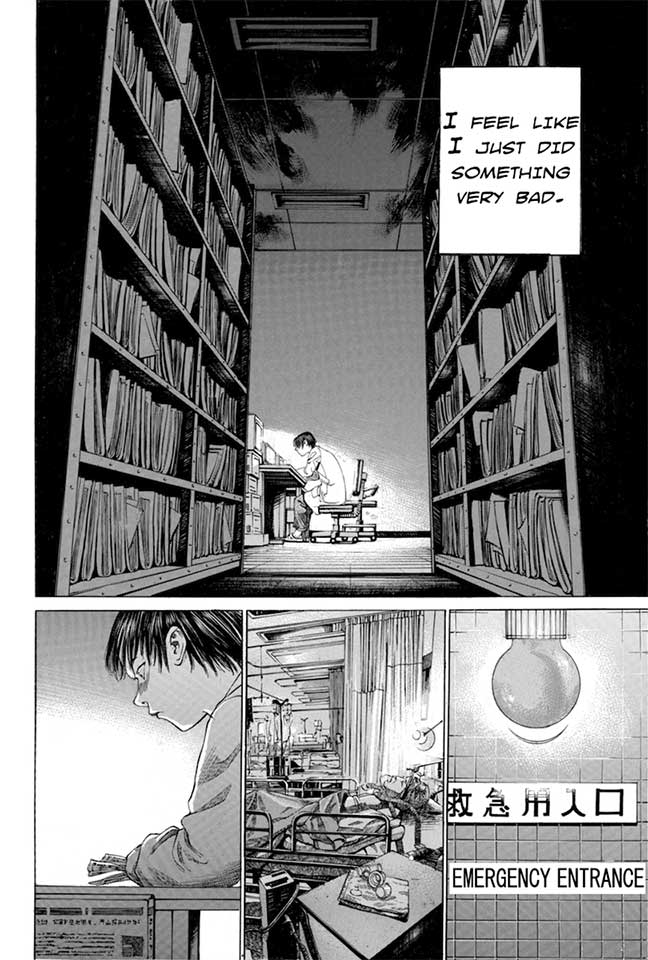 I FEEL LIKE
I JUST DID
SOMETHING
VERY BAD.
救急用入口
EMERGENCY ENTRANCE